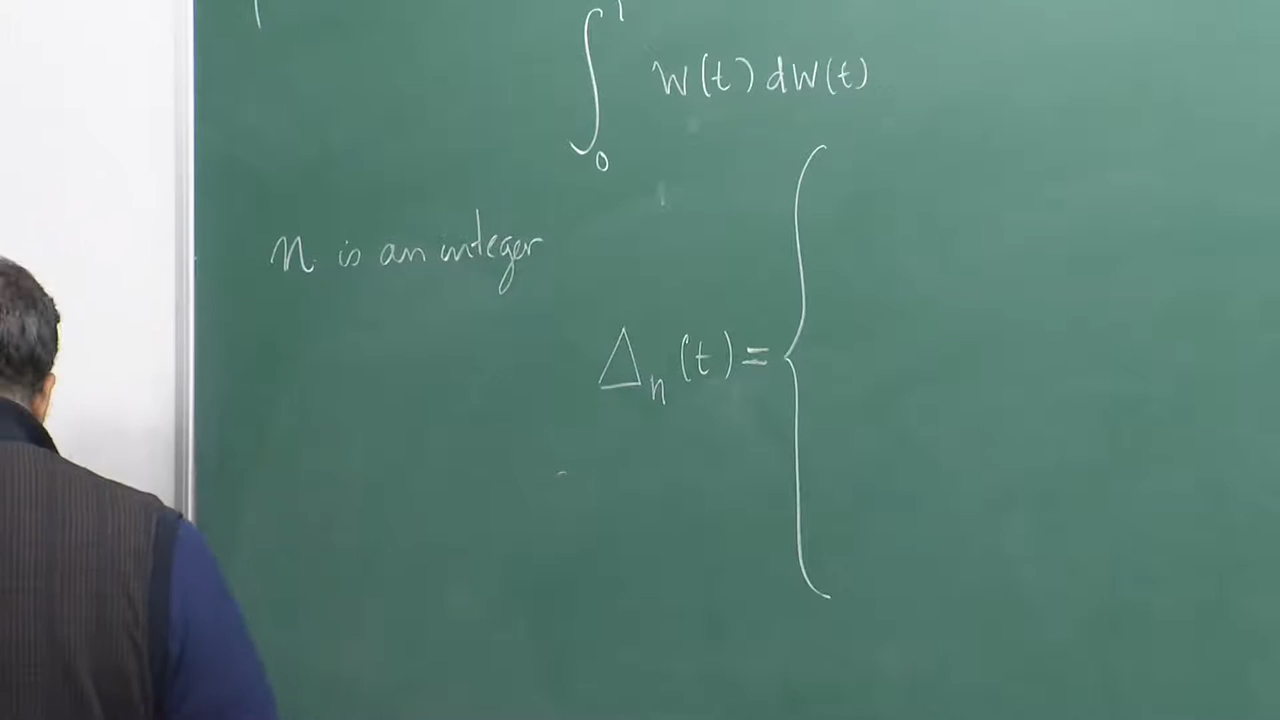 ∫₀ W(t) dW(t)
n is an integer
Δₙ(t) = {